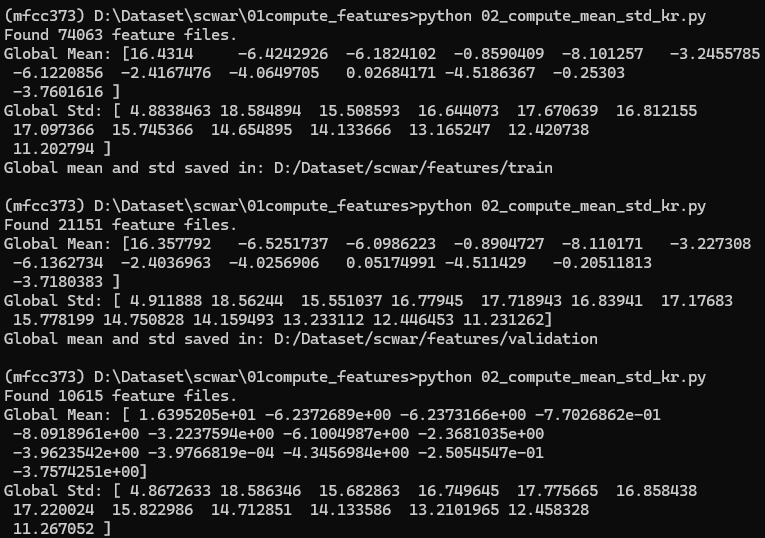 (mfcc373) D:\Dataset\scwar\01compute_features>python 02_compute_mean_std_kr.py
Found 74063 feature files.
Global Mean: [16.4314     -6.4242926  -6.1824102  -0.8590409  -8.101257   -3.2455785
 -6.1220856  -2.4167476  -4.0649705   0.02684171 -4.5186367  -0.25303
 -3.7601616 ]
Global Std: [ 4.8838463 18.584894  15.508593  16.644073  17.670639  16.812155
 17.097366  15.745366  14.654895  14.133666  13.165247  12.420738
 11.202794 ]
Global mean and std saved in: D:/Dataset/scwar/features/train
(mfcc373) D:\Dataset\scwar\01compute_features>python 02_compute_mean_std_kr.py
Found 21151 feature files.
Global Mean: [16.357792   -6.5251737  -6.0986223  -0.8904727  -8.110171   -3.227308
 -6.1362734  -2.4036963  -4.0256906   0.05174991 -4.511429   -0.20511813
 -3.7180383 ]
Global Std: [ 4.911888 18.56244  15.551037 16.77945  17.718943 16.83941  17.17683
 15.778199 14.750828 14.159493 13.233112 12.446453 11.231262]
Global mean and std saved in: D:/Dataset/scwar/features/validation
(mfcc373) D:\Dataset\scwar\01compute_features>python 02_compute_mean_std_kr.py
Found 10615 feature files.
Global Mean: [ 1.6395205e+01 -6.2372689e+00 -6.2373166e+00 -7.7026862e-01
 -8.0918961e+00 -3.2237594e+00 -6.1004987e+00 -2.3681035e+00
 -3.9623542e+00 -3.9766819e-04 -4.3456984e+00 -2.5054547e-01
 -3.7574251e+00]
Global Std: [ 4.8672633 18.586346  15.682863  16.749645  17.775665  16.858438
 17.220024  15.822986  14.712851  14.133586  13.2101965 12.458328
 11.267052 ]